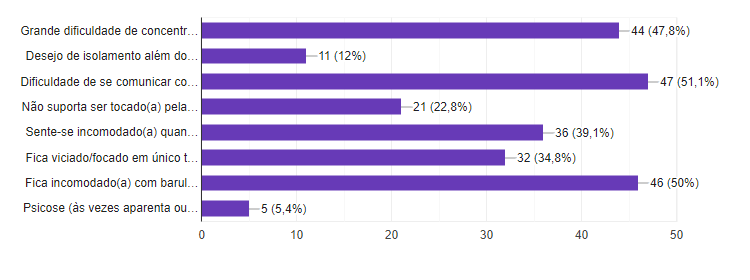 Grande dificuldade de concentr…
44 (47,8%)
Desejo de isolamento além do…
11 (12%)
Dificuldade de se comunicar co…
47 (51,1%)
Não suporta ser tocado(a) pela…
21 (22,8%)
Sente-se incomodado(a) quan…
36 (39,1%)
Fica viciado/focado em único t…
32 (34,8%)
Fica incomodado(a) com barul…
46 (50%)
Psicose (às vezes aparenta ou…
5 (5,4%)
0 10 20 30 40 50